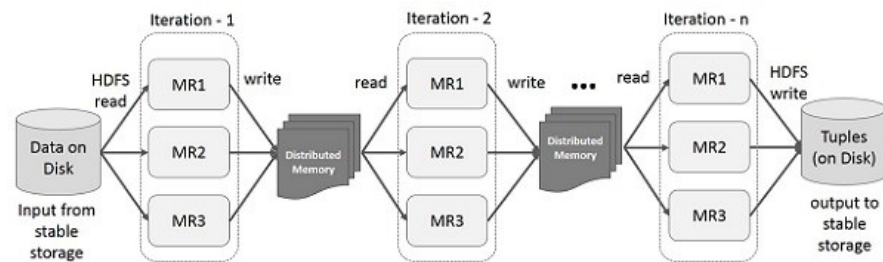 Iteration - 1
Iteration - 2
Iteration - n
HDFS
read
MR1
write
read
MR1
write
...
read
MR1
HDFS
write
Data on
Disk
MR2
Distributed
Memory
MR2
Distributed
Memory
MR2
Tuples
(on Disk)
Input from
stable
storage
MR3
MR3
MR3
output to
stable
storage